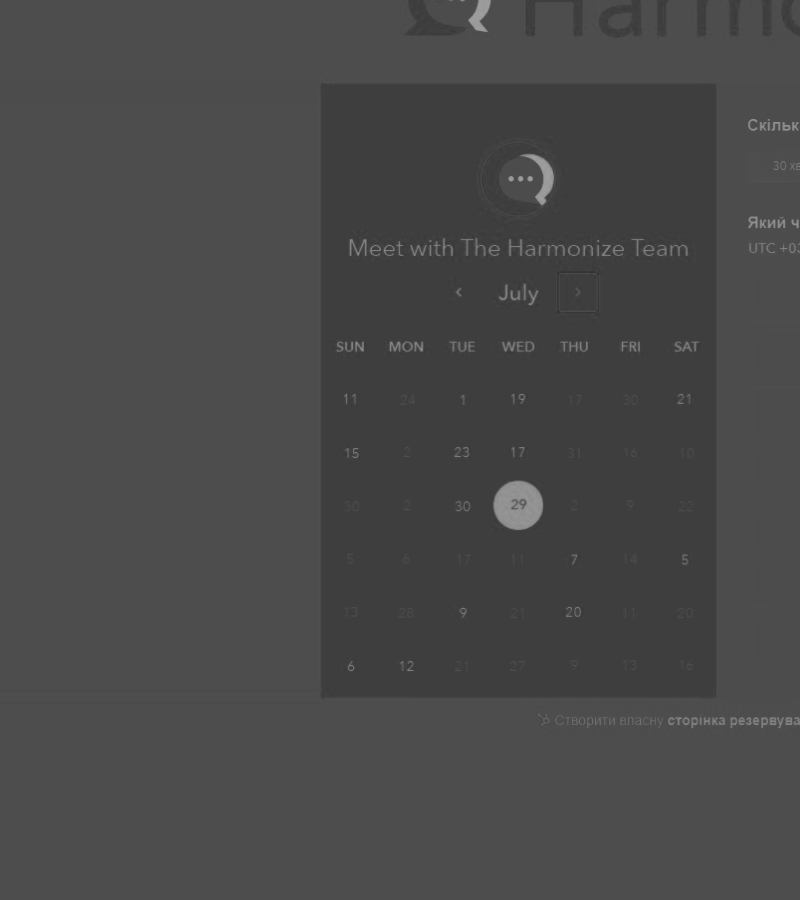 Harmo
Скільк
30 хв
Meet with The Harmonize Team
Який ч
UTC +03
‹ July ›
SUN MON TUE WED THU FRI SAT
11 24 1 19 17 30 21
15 2 23 17 31 16 10
30 2 30 29 2 9 22
5 6 17 11 7 14 5
13 28 9 21 20 11 20
6 12 21 27 9 13 16
Створити власну сторінка резервува